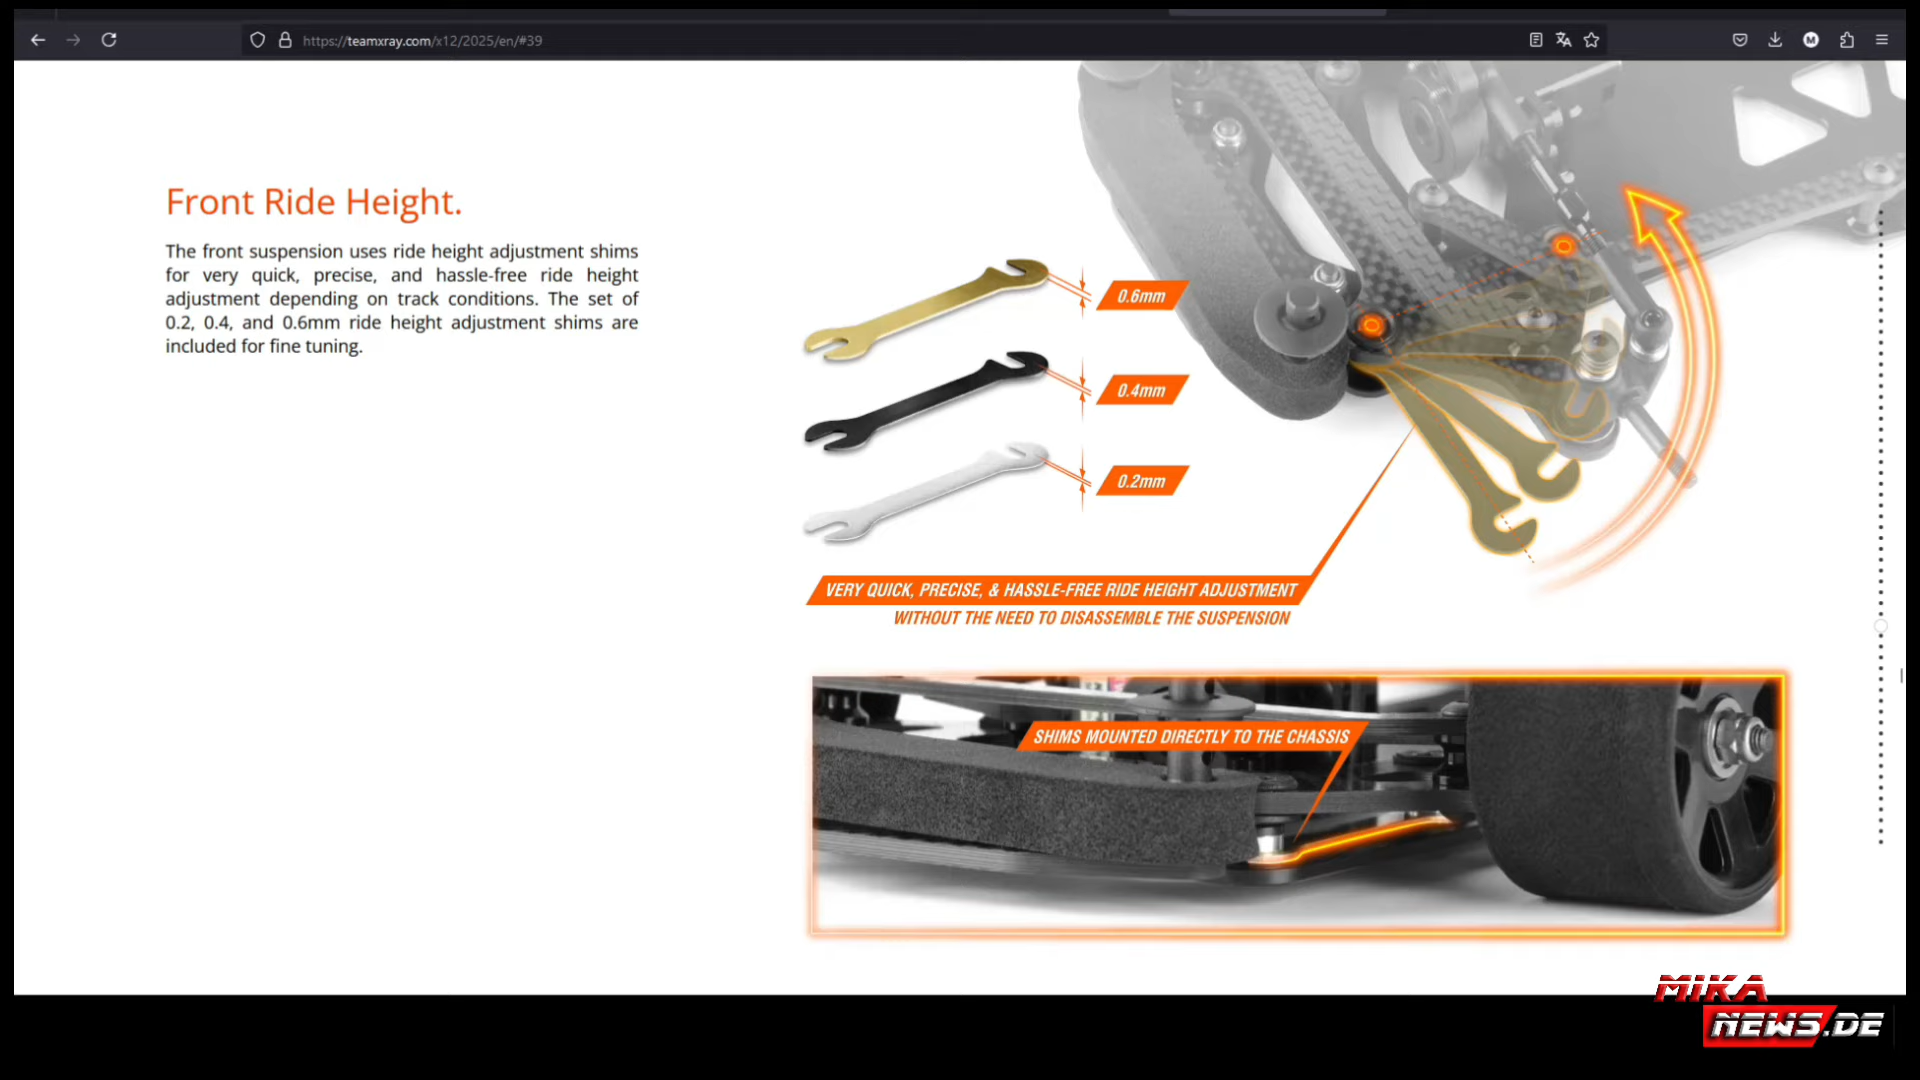 https://teamxray.com/x12/2025/en/#39
M
Front Ride Height.
The front suspension uses ride height adjustment shims
for very quick, precise, and hassle-free ride height
adjustment depending on track conditions. The set of
0.2, 0.4, and 0.6mm ride height adjustment shims are
included for fine tuning.
0.6mm
0.4mm
0.2mm
VERY QUICK, PRECISE, & HASSLE-FREE RIDE HEIGHT ADJUSTMENT
WITHOUT THE NEED TO DISASSEMBLE THE SUSPENSION
SHIMS MOUNTED DIRECTLY TO THE CHASSIS
MIKA
NEWS.DE